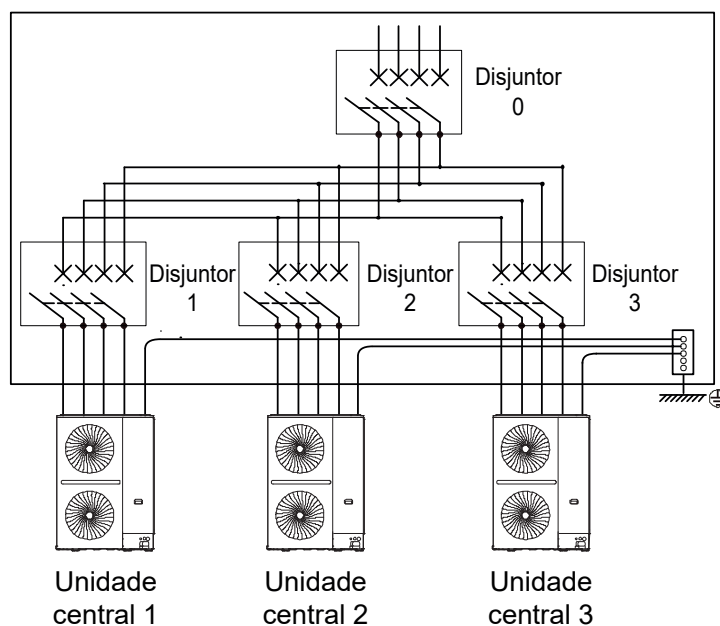 Disjuntor
0
Disjuntor
1
Disjuntor
2
Disjuntor
3
Unidade
central 1
Unidade
central 2
Unidade
central 3